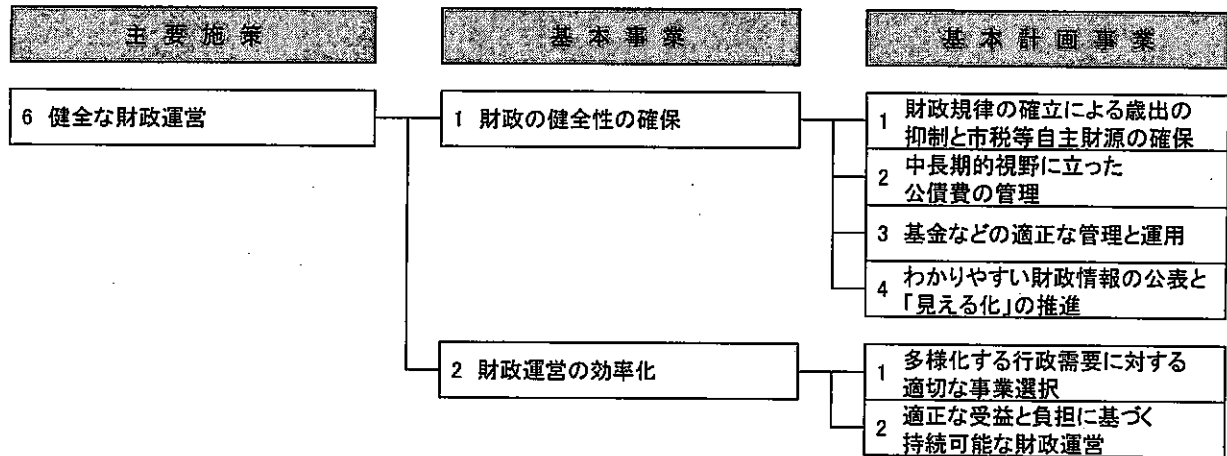 主要施策
基本事業
基本計画事業
6 健全な財政運営
1 財政の健全性の確保
1 財政規律の確立による歳出の
抑制と市税等自主財源の確保
2 中長期的視野に立った
公債費の管理
3 基金などの適正な管理と運用
4 わかりやすい財政情報の公表と
「見える化」の推進
2 財政運営の効率化
1 多様化する行政需要に対する
適切な事業選択
2 適正な受益と負担に基づく
持続可能な財政運営